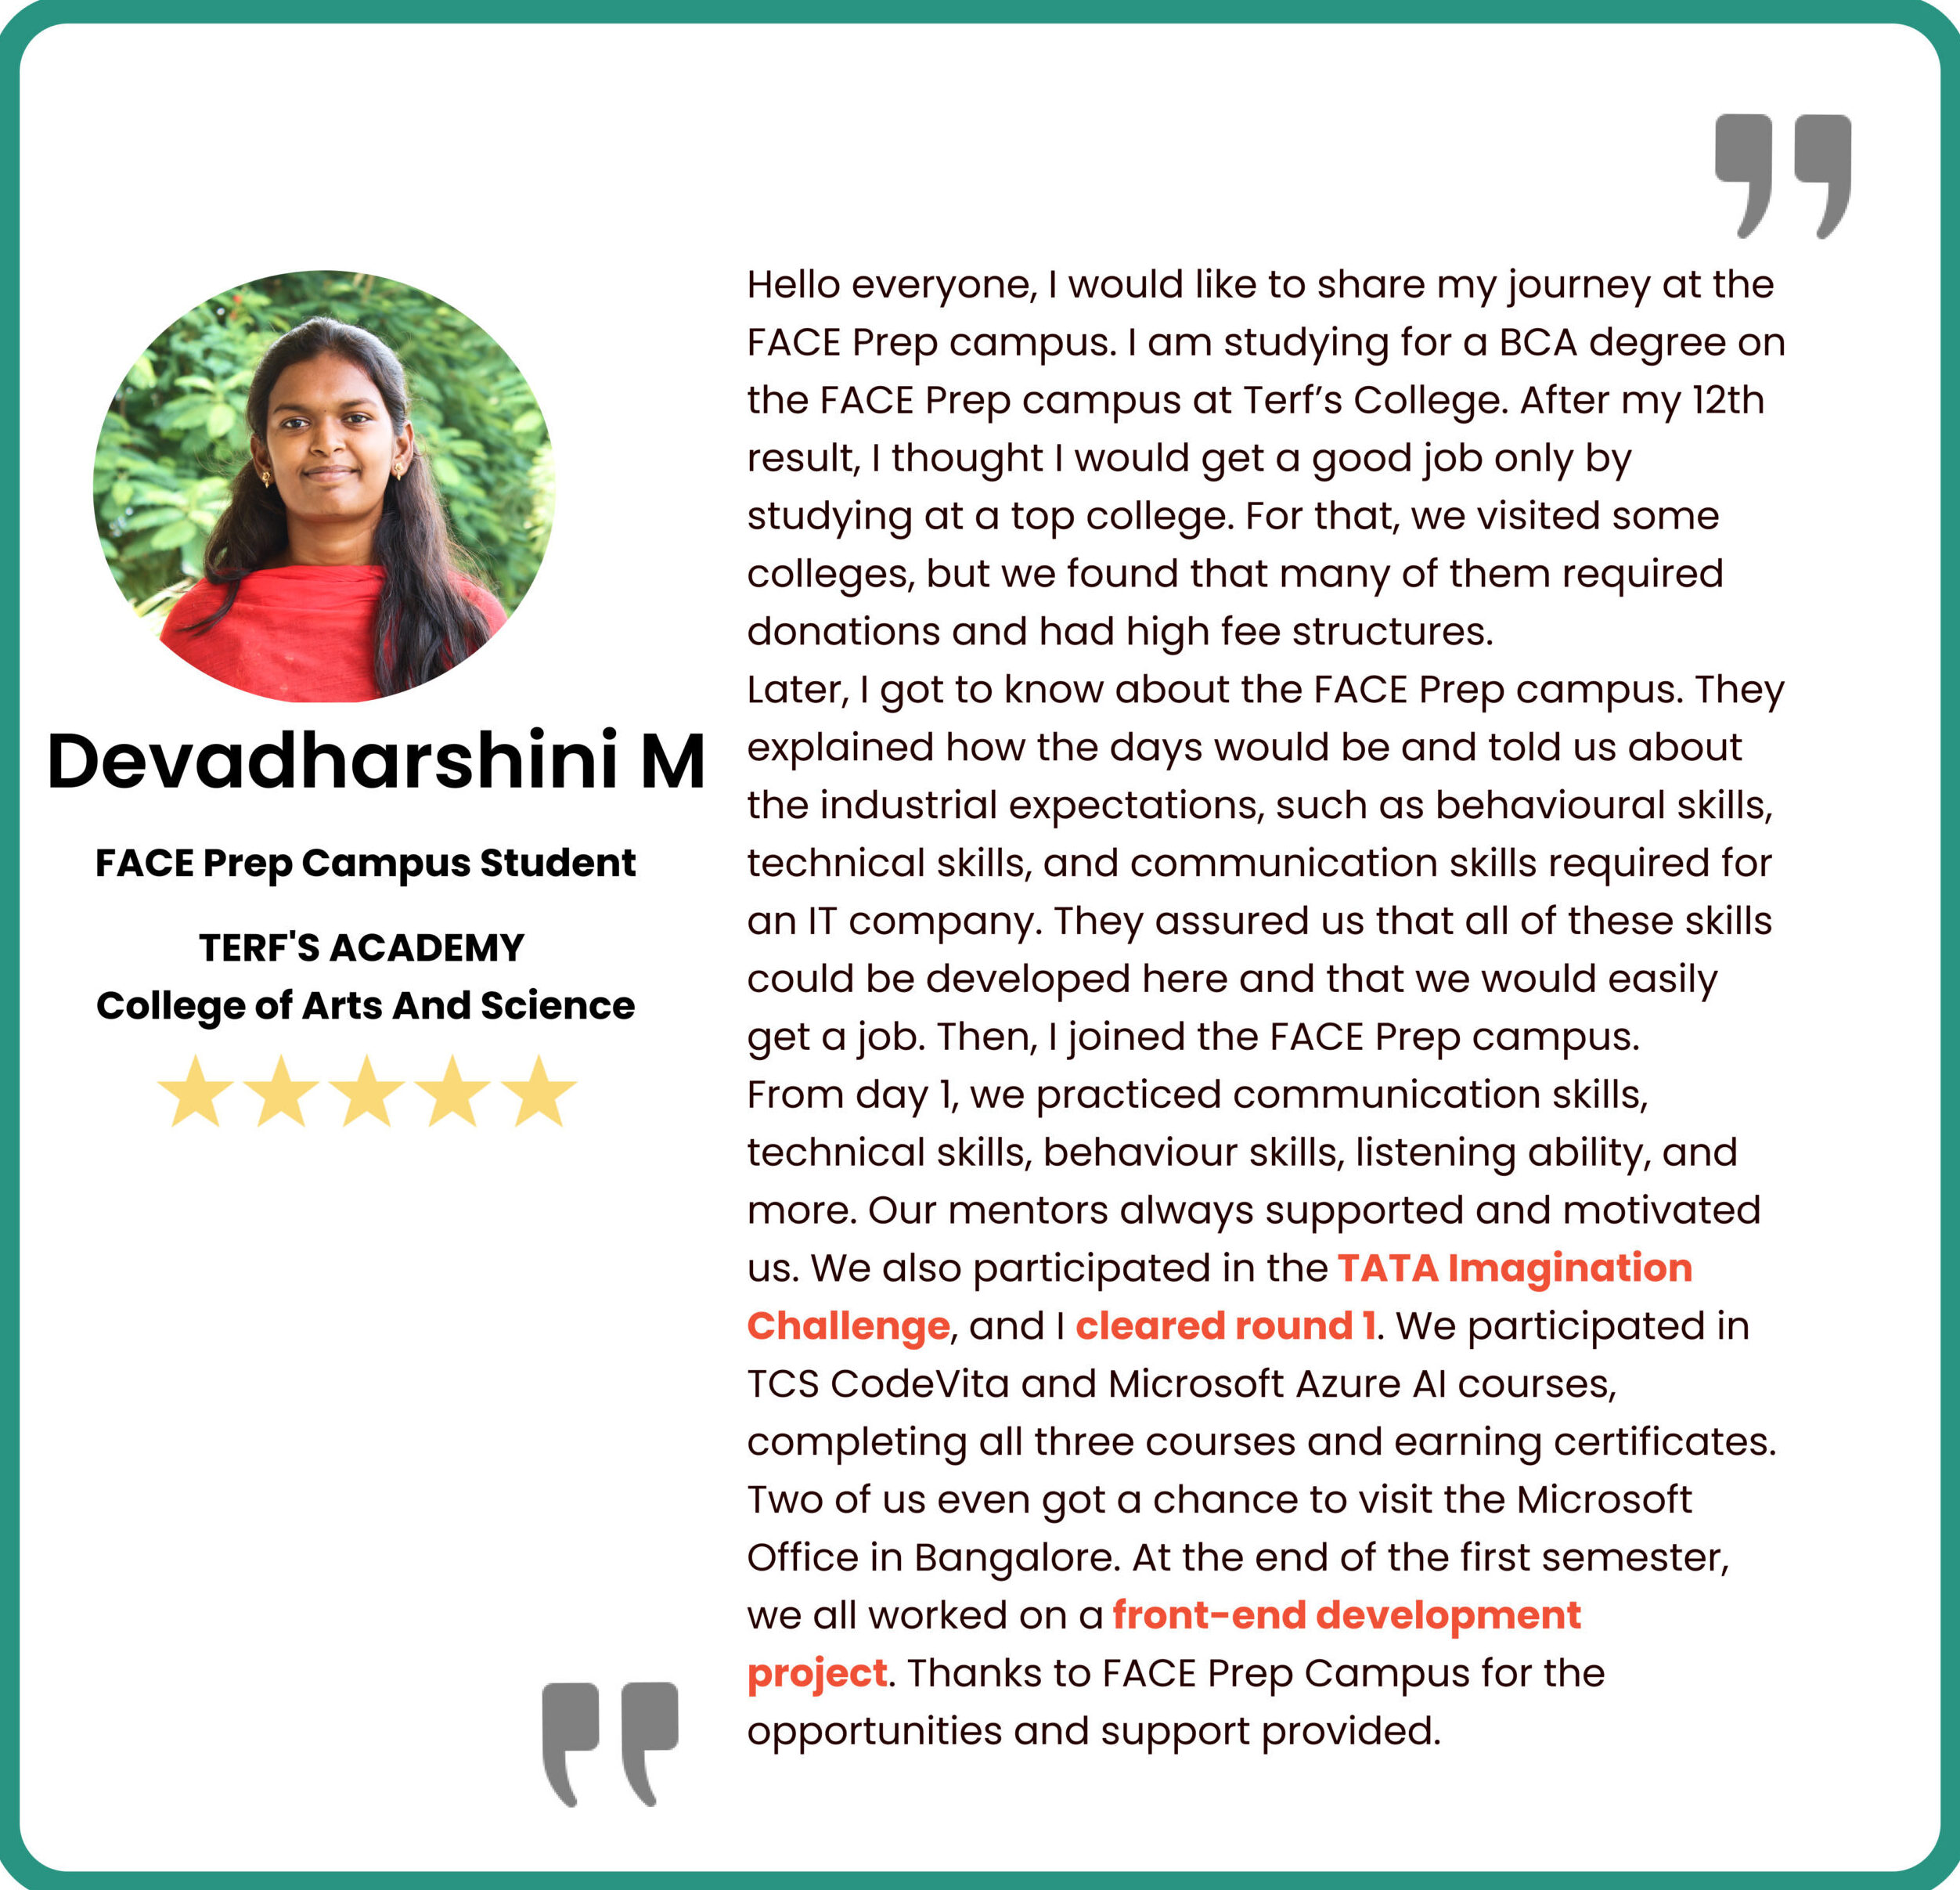 Devadharshini M
FACE Prep Campus Student
TERF'S ACADEMY
College of Arts And Science
Hello everyone, I would like to share my journey at the
FACE Prep campus. I am studying for a BCA degree on
the FACE Prep campus at Terf’s College. After my 12th
result, I thought I would get a good job only by
studying at a top college. For that, we visited some
colleges, but we found that many of them required
donations and had high fee structures.
Later, I got to know about the FACE Prep campus. They
explained how the days would be and told us about
the industrial expectations, such as behavioural skills,
technical skills, and communication skills required for
an IT company. They assured us that all of these skills
could be developed here and that we would easily
get a job. Then, I joined the FACE Prep campus.
From day 1, we practiced communication skills,
technical skills, behaviour skills, listening ability, and
more. Our mentors always supported and motivated
us. We also participated in the TATA Imagination
Challenge, and I cleared round 1. We participated in
TCS CodeVita and Microsoft Azure AI courses,
completing all three courses and earning certificates.
Two of us even got a chance to visit the Microsoft
Office in Bangalore. At the end of the first semester,
we all worked on a front-end development
project. Thanks to FACE Prep Campus for the
opportunities and support provided.